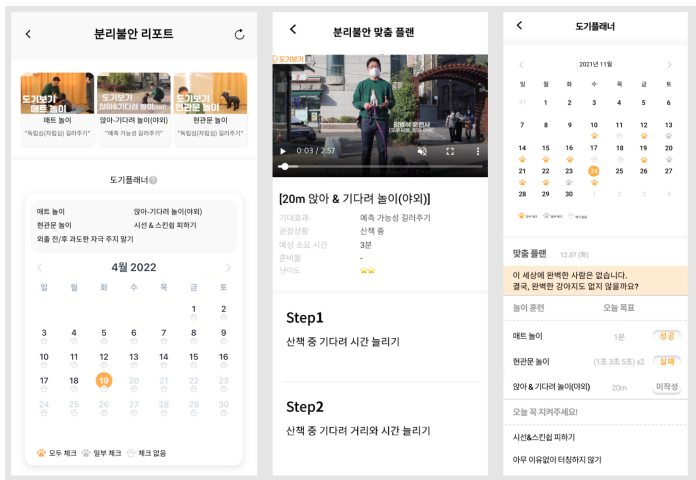 분리불안 리포트
도기보기
매트 놀이
도기보기
앉아&기다려 놀이(야외)
도기보기
현관문 놀이
매트 놀이
앉아-기다려 놀이(야외)
현관문 놀이
"독립심(자립심) 길러주기"
"예측 가능성 길러주기"
"독립심(자립심) 길러주기"
도기플래너?
매트 놀이
앉아-기다려 놀이(야외)
현관문 놀이
시선 & 스킨쉽 피하기
외출 전/후 과도한 자극 주지 말기
4월 2022
일 월 화 수 목 금 토
1 2
3 4 5 6 7 8 9
10 11 12 13 14 15 16
17 18 19 20 21 22 23
24 25 26 27 28 29 30
모두 체크 일부 체크 체크 없음
분리불안 맞춤 플랜
도기보기
0:03 / 2:57
[20m 앉아 & 기다려 놀이(야외)]
기대효과 예측 가능성 길러주기
권장상황 산책 중
예상 소요 시간 3분
준비물 -
난이도
Step1
산책 중 기다려 시간 늘리기
Step2
산책 중 기다려 거리와 시간 늘리기
도기플래너
2021년 11월
일 월 화 수 목 금 토
31 1 2 3 4 5 6
7 8 9 10 11 12 13
14 15 16 17 18 19 20
21 22 23 24 25 26 27
28 29 30 1 2 3 4
모두 체크 일부 체크 체크 없음
맞춤 플랜 12.07 (화)
이 세상에 완벽한 사람은 없습니다.
결국, 완벽한 강아지도 없지 않을까요?
놀이 훈련 오늘 목표
매트 놀이 1분 성공
현관문 놀이 (1초 3초 5초) x2 실패
앉아 & 기다려 놀이(야외) 20m 미작성
오늘 꼭 지켜주세요!
시선&스킨쉽 피하기
아무 이유없이 터칭하지 않기